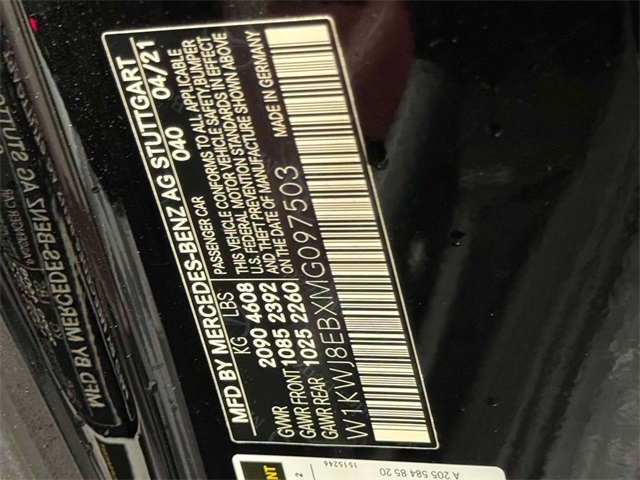 MFD BY MERCEDES-BENZ AG STUTTGART
040 04/21
PASSENGER CAR
KG LBS
THIS VEHICLE CONFORMS TO ALL APPLICABLE
FEDERAL MOTOR VEHICLE SAFETY, BUMPER
AND THEFT PREVENTION STANDARDS IN EFFECT
ON THE DATE OF MANUFACTURE SHOWN ABOVE
GVWR 2090 4608
GAWR FRONT 1085 2392
GAWR REAR 1025 2260
MADE IN GERMANY
W1KWJ8EBXMG097503
A 205 584 85 20
1515246
2